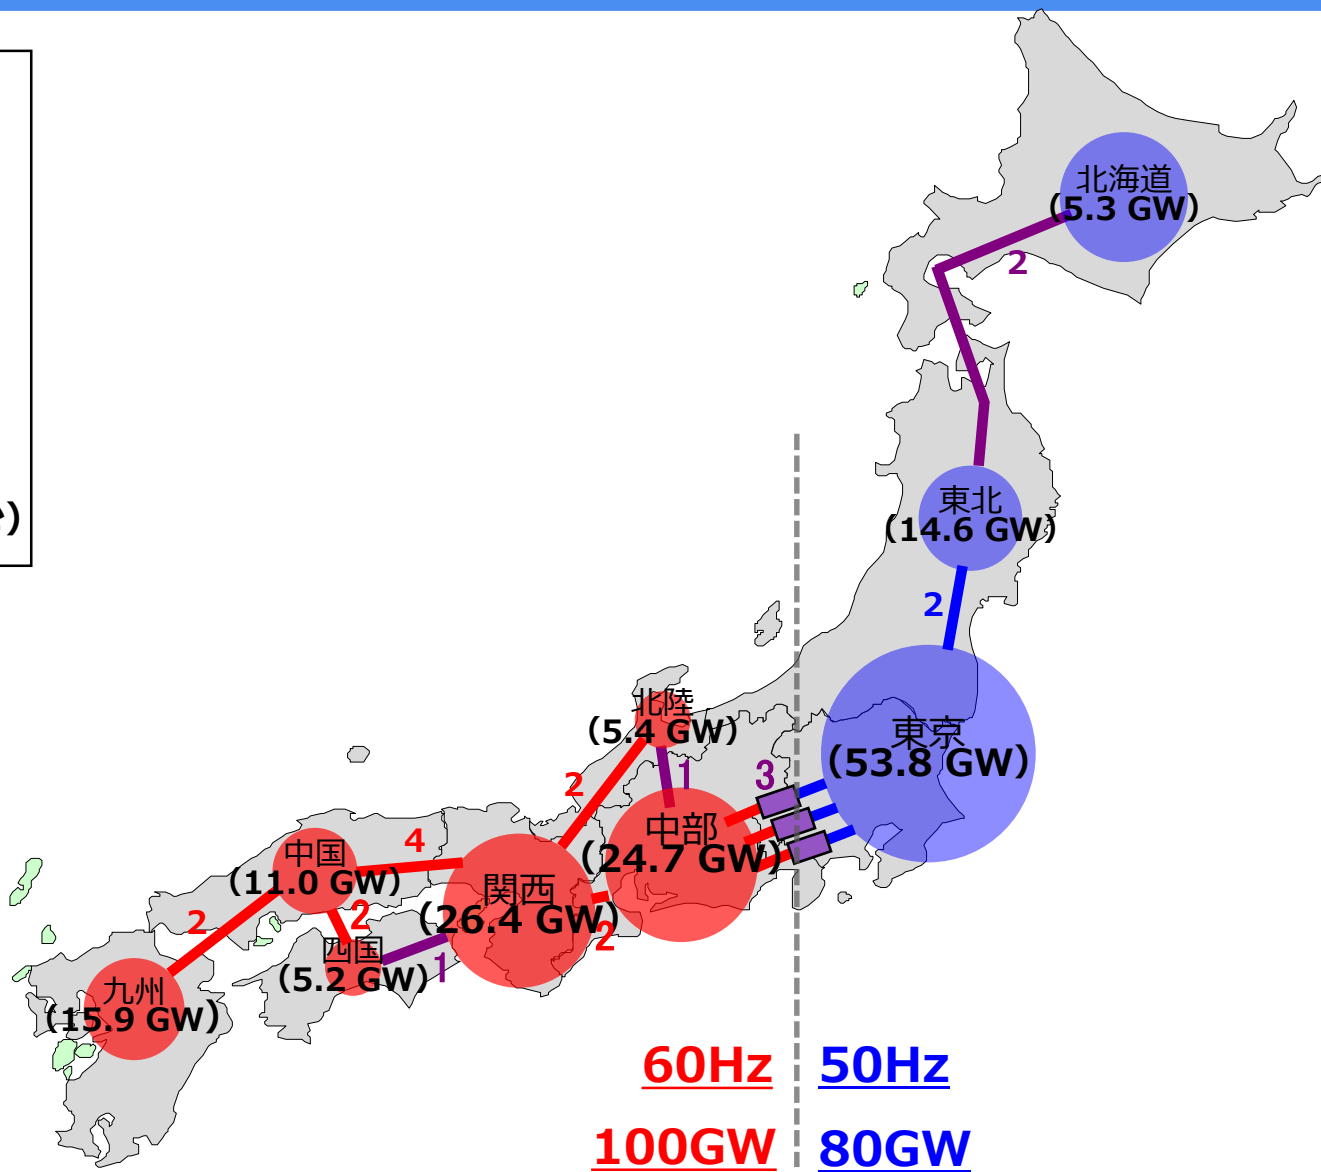 北海道
(5.3 GW)
2
東北
(14.6 GW)
2
東京
(53.8 GW)
北陸
(5.4 GW)
2
1
3
中部
(24.7 GW)
中国
(11.0 GW)
4
関西
(26.4 GW)
2
2
2
四国
(5.2 GW)
1
九州
(15.9 GW)
60Hz
50Hz
100GW
80GW